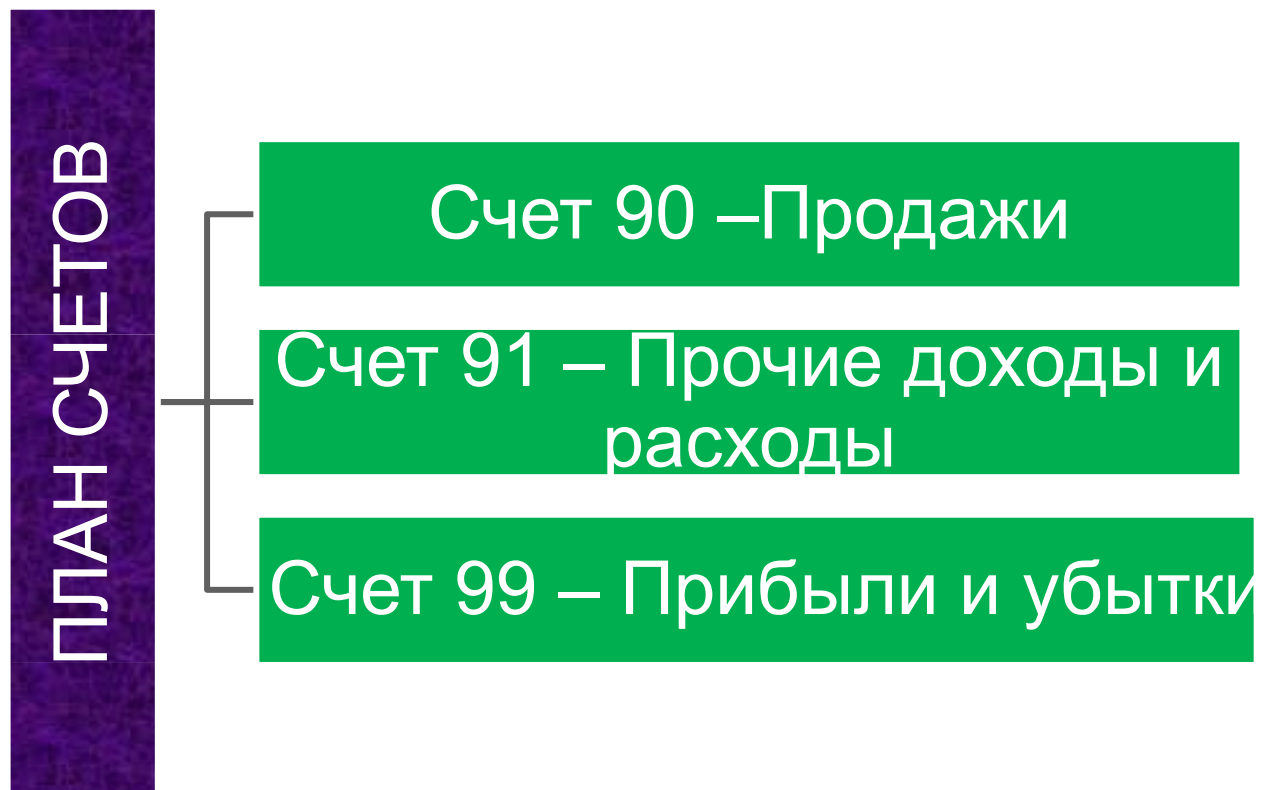 ПЛАН СЧЕТОВ
Счет 90 –Продажи
Счет 91 – Прочие доходы и
расходы
Счет 99 – Прибыли и убытки